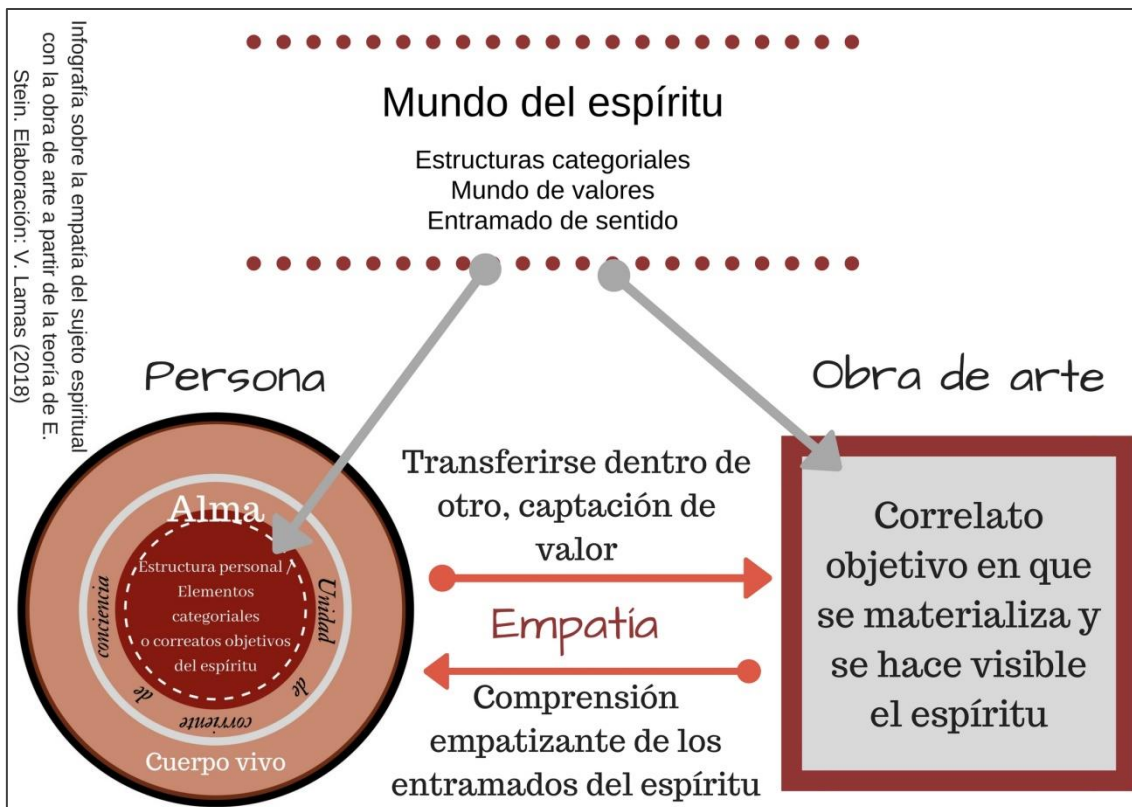 Infografía sobre la empatía del sujeto espiritual
con la obra de arte a partir de la teoría de E.
Stein. Elaboración: V. Lamas (2018)
Mundo del espíritu
Estructuras categoriales
Mundo de valores
Entramado de sentido
Persona
Alma
Estructura personal /
Elementos
categoriales
o correatos objetivos
del espíritu
Unidad
de
corriente
de
conciencia
Cuerpo vivo
Transferirse dentro de
otro, captación de
valor
Empatía
Comprensión
empatizante de los
entramados del espíritu
Obra de arte
Correlato
objetivo en que
se materializa y
se hace visible
el espíritu